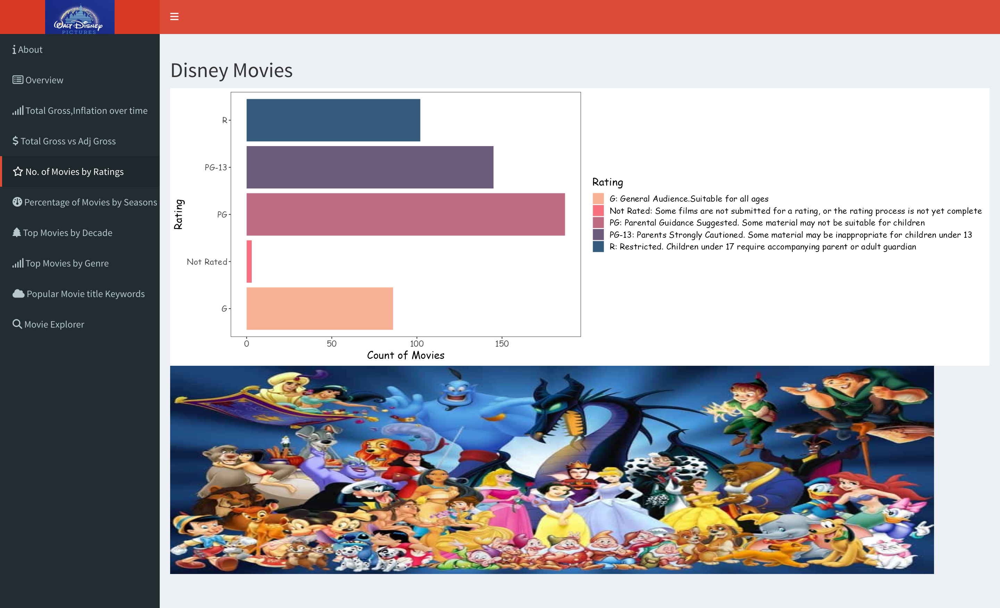 WALT DISNEY
PICTURES
About
Overview
Total Gross,Inflation over time
Total Gross vs Adj Gross
No. of Movies by Ratings
Percentage of Movies by Seasons
Top Movies by Decade
Top Movies by Genre
Popular Movie title Keywords
Movie Explorer
Disney Movies
Rating
R
PG-13
PG
Not Rated
G
0 50 100 150
Count of Movies
Rating
G: General Audience.Suitable for all ages
Not Rated: Some films are not submitted for a rating, or the rating process is not yet complete
PG: Parental Guidance Suggested. Some material may not be suitable for children
PG-13: Parents Strongly Cautioned. Some material may be inappropriate for children under 13
R: Restricted. Children under 17 require accompanying parent or adult guardian